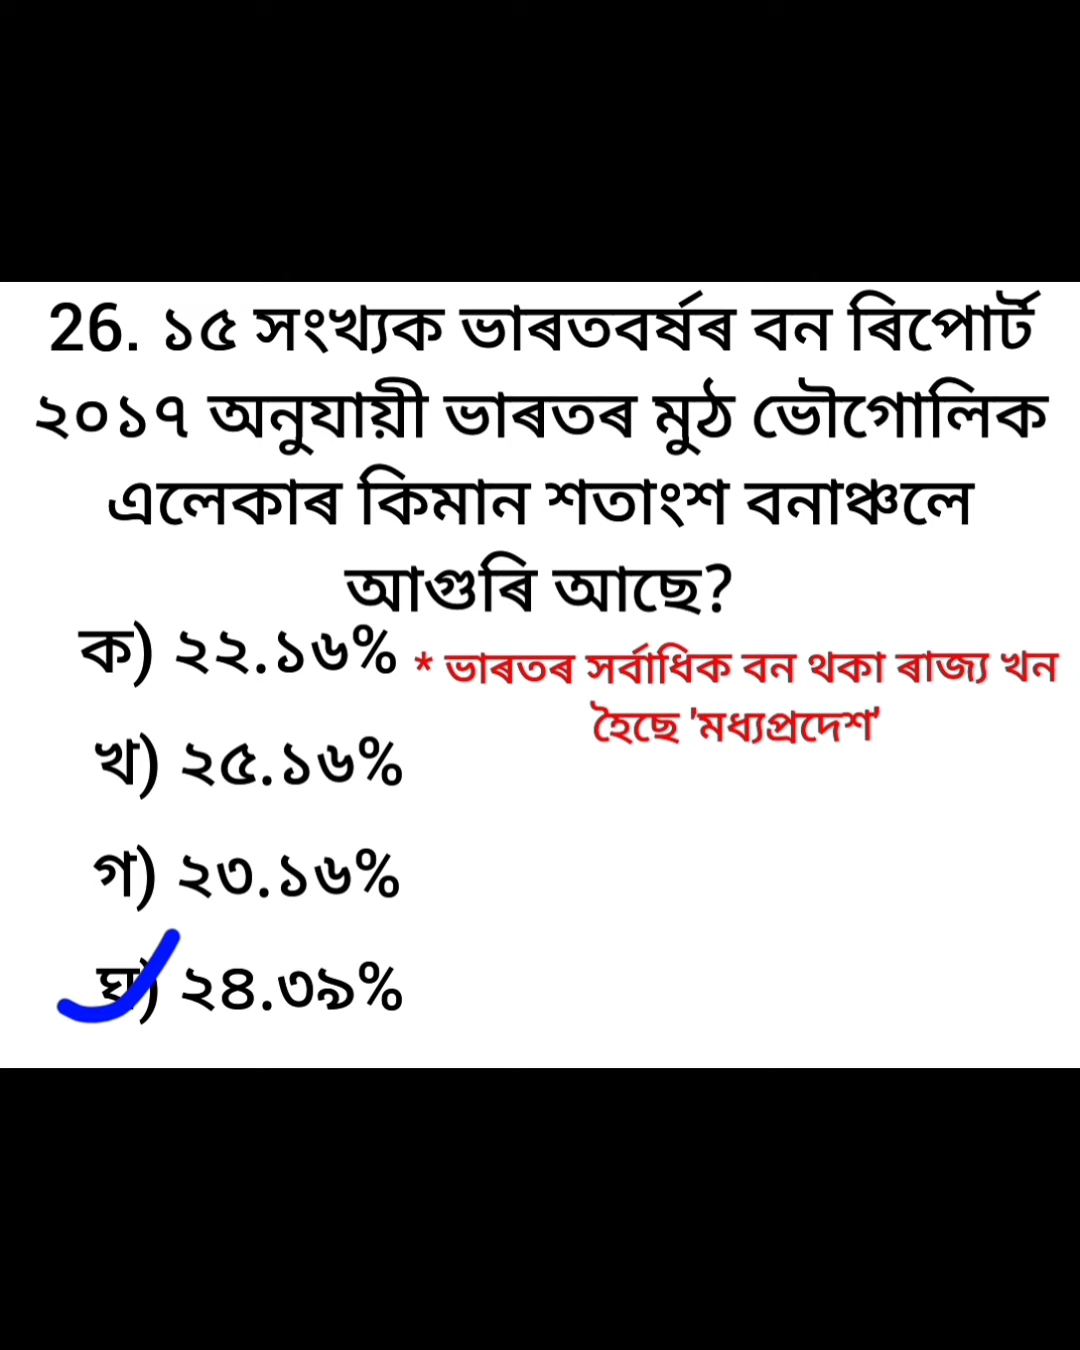 26. ১৫ সংখ্যক ভাৰতবৰ্ষৰ বন ৰিপোৰ্ট
২০১৭ অনুযায়ী ভাৰতৰ মুঠ ভৌগোলিক
এলেকাৰ কিমান শতাংশ বনাঞ্চলে
আগুৰি আছে?
ক) ২২.১৬%
* ভাৰতৰ সৰ্বাধিক বন থকা ৰাজ্য খন
হৈছে 'মধ্যপ্ৰদেশ'
খ) ২৫.১৬%
গ) ২৩.১৬%
ঘ) ২৪.৩৯%